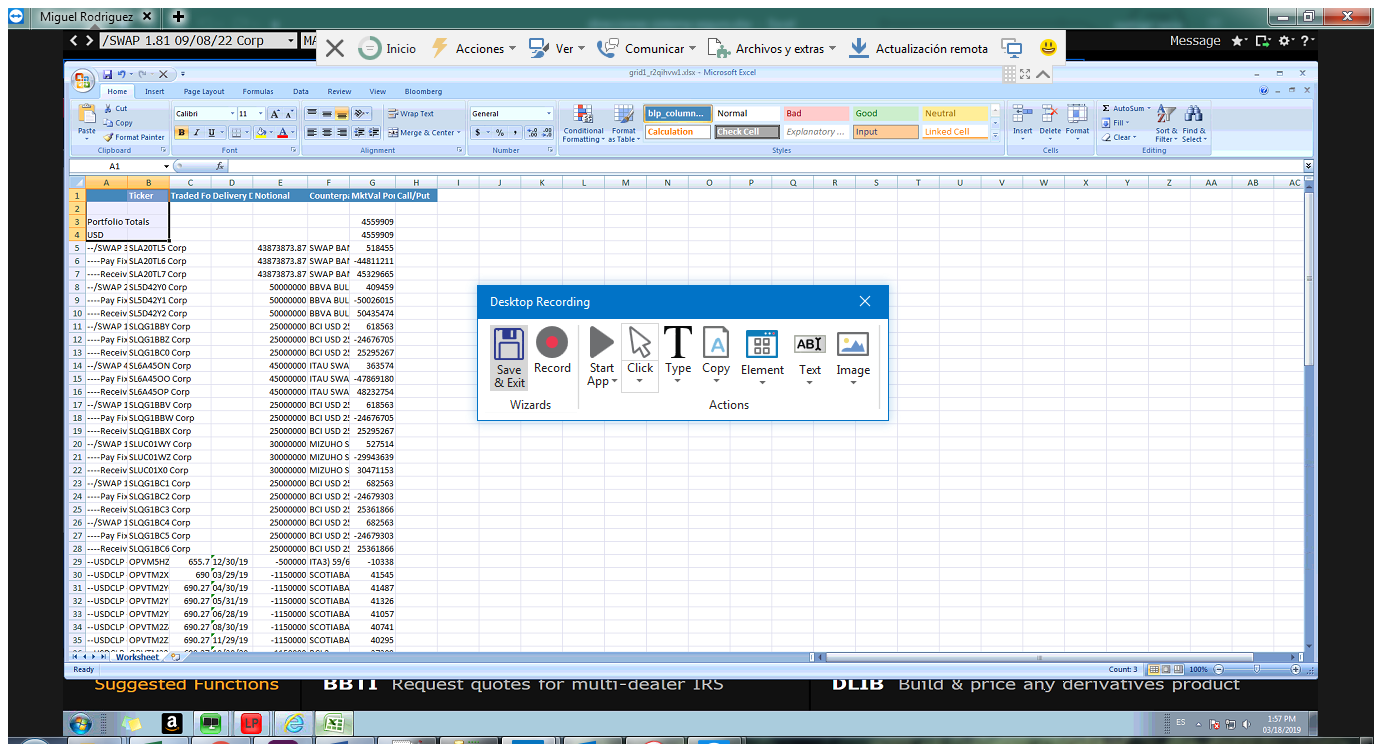 Miguel Rodriguez
/SWAP 1.81 09/08/22 Corp
Inicio Acciones Ver Comunicar Archivos y extras Actualización remota
Message
grid1_r2qihvw1.xlsx - Microsoft Excel
Home Insert Page Layout Formulas Data Review View Bloomberg
Paste Cut Copy Format Painter Clipboard
Calibri 11 B I U Font
Wrap Text Merge & Center Alignment
General $ % , Number
Conditional Formatting Format as Table
blp_column... Normal Bad Good Neutral
Calculation Check Cell Explanatory ... Input Linked Cell
Styles
Insert Delete Format Cells
Σ AutoSum Fill Clear Sort & Filter Find & Select Editing
A1 fx
A B C D E F G H I J K L M N O P Q R S T U V W X Y Z AA AB AC
1 Ticker Traded Fo Delivery D Notional Counterpa MktVal Por Call/Put
2
3 Portfolio Totals 4559909
4 USD 4559909
5 --/SWAP 3 SLA20TL5 Corp 43873873.87 SWAP BAN 518455
6 ----Pay Fix SLA20TL6 Corp 43873873.87 SWAP BAN -44811211
7 ----Receiv SLA20TL7 Corp 43873873.87 SWAP BAN 45329665
8 --/SWAP 2 SL5D42Y0 Corp 50000000 BBVA BUL 409459
9 ----Pay Fix SL5D42Y1 Corp 50000000 BBVA BUL -50026015
10 ----Receiv SL5D42Y2 Corp 50000000 BBVA BUL 50435474
11 --/SWAP 1 SLQG1BBY Corp 25000000 BCI USD 25 618563
12 ----Pay Fix SLQG1BBZ Corp 25000000 BCI USD 25 -24676705
13 ----Receiv SLQG1BC0 Corp 25000000 BCI USD 25 25295267
14 --/SWAP 4 SL6A45ON Corp 45000000 ITAU SWA 363574
15 ----Pay Fix SL6A45OO Corp 45000000 ITAU SWA -47869180
16 ----Receiv SL6A45OP Corp 45000000 ITAU SWA 48232754
17 --/SWAP 1 SLQG1BBV Corp 25000000 BCI USD 25 618563
18 ----Pay Fix SLQG1BBW Corp 25000000 BCI USD 25 -24676705
19 ----Receiv SLQG1BBX Corp 25000000 BCI USD 25 25295267
20 --/SWAP 1 SLUC01WY Corp 30000000 MIZUHO S 527514
21 ----Pay Fix SLUC01WZ Corp 30000000 MIZUHO S -29943639
22 ----Receiv SLUC01X0 Corp 30000000 MIZUHO S 30471153
23 --/SWAP 1 SLQG1BC1 Corp 25000000 BCI USD 25 682563
24 ----Pay Fix SLQG1BC2 Corp 25000000 BCI USD 25 -24679303
25 ----Receiv SLQG1BC3 Corp 25000000 BCI USD 25 25361866
26 --/SWAP 1 SLQG1BC4 Corp 25000000 BCI USD 25 682563
27 ----Pay Fix SLQG1BC5 Corp 25000000 BCI USD 25 -24679303
28 ----Receiv SLQG1BC6 Corp 25000000 BCI USD 25 25361866
29 --USDCLP OPVM5HZ 655.7 12/30/19 -500000 ITA3) 59/6 -10338
30 --USDCLP OPVTM2X 690 03/29/19 -1150000 SCOTIABA 41545
31 --USDCLP OPVTM2Y 690.27 04/30/19 -1150000 SCOTIABA 41487
32 --USDCLP OPVTM2Y 690.27 05/31/19 -1150000 SCOTIABA 41326
33 --USDCLP OPVTM2Y 690.27 06/28/19 -1150000 SCOTIABA 41057
34 --USDCLP OPVTM2Z 690.27 08/30/19 -1150000 SCOTIABA 40741
35 --USDCLP OPVTM2Z 690.27 11/29/19 -1150000 SCOTIABA 40295
Desktop Recording
Save & Exit Record Start App Click Type Copy Element Text Image
Wizards Actions
Worksheet
Ready Count: 3 100%
Suggested Functions BBTI Request quotes for multi-dealer IRS DLIB Build & price any derivatives product
ES 1:57 PM
03/18/2019